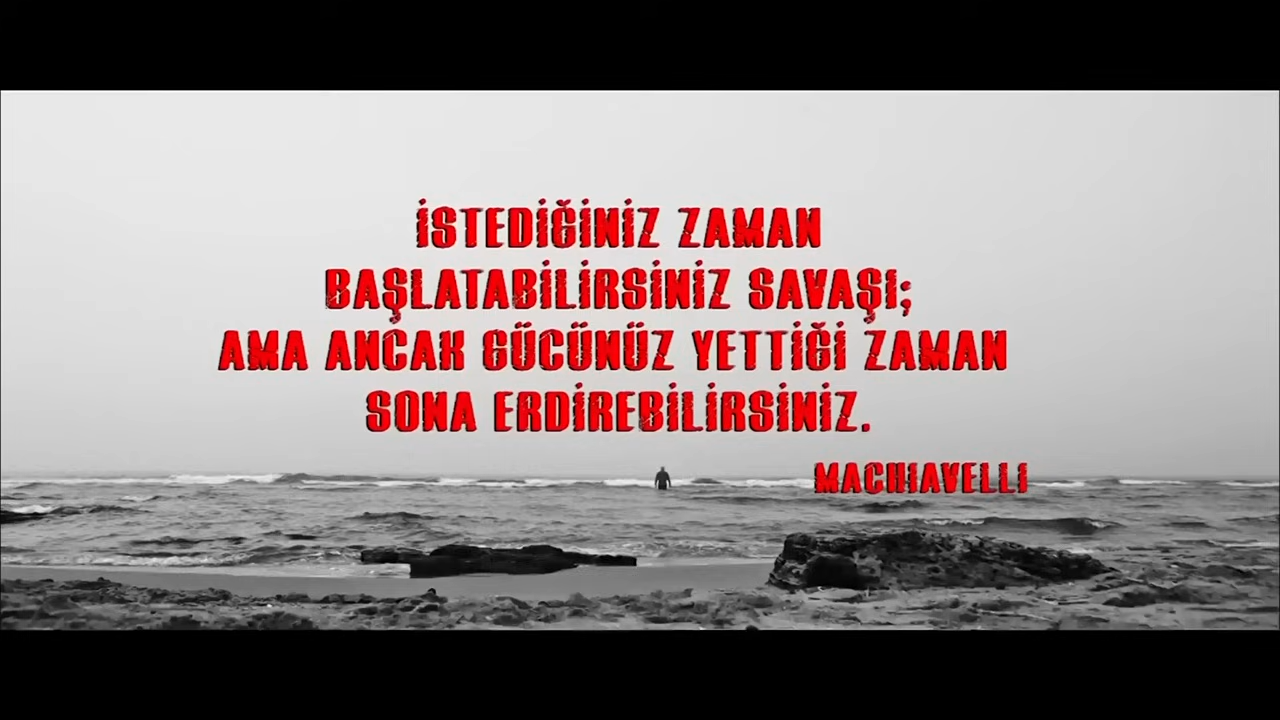 İSTEDİĞİNİZ ZAMAN
BAŞLATABİLİRSİNİZ SAVAŞI;
AMA ANCAK GÜCÜNÜZ YETTİĞİ ZAMAN
SONA ERDİREBİLİRSİNİZ.
MACHIAVELLI